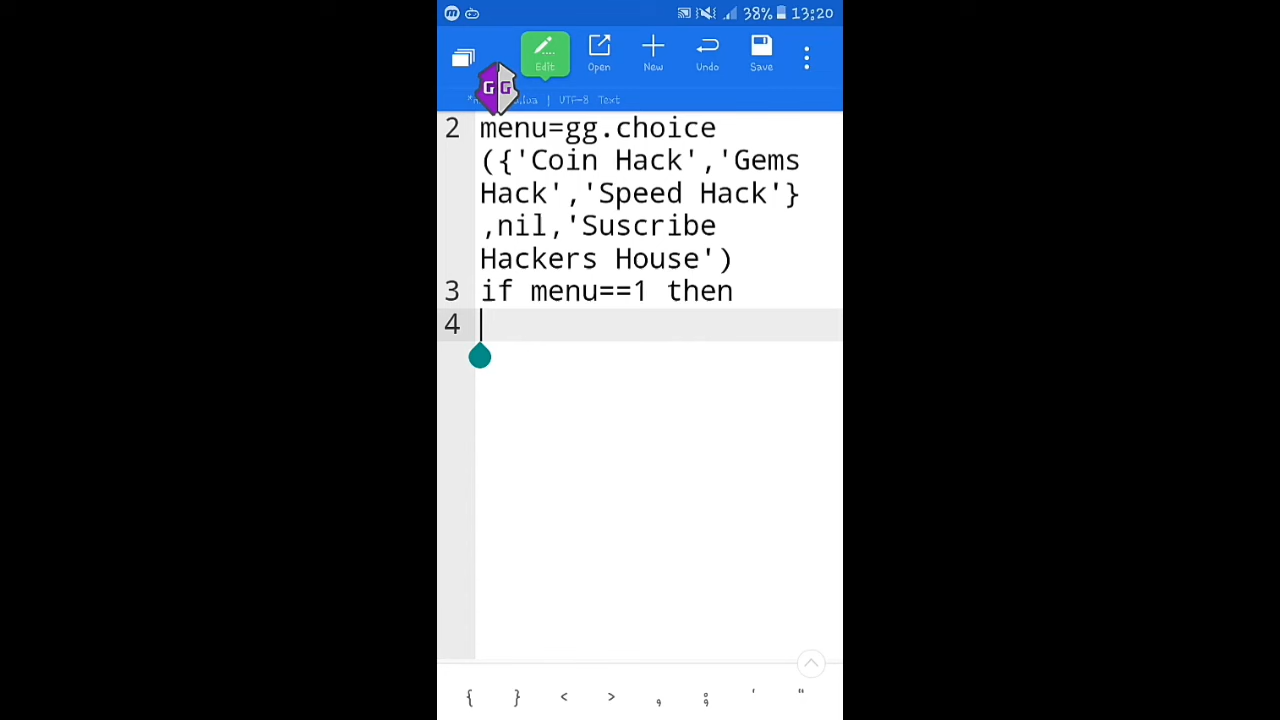 38% 13:20
Edit Open New Undo Save
GG
UTF-8 Text
2 menu=gg.choice
({'Coin Hack','Gems
Hack','Speed Hack'}
,nil,'Suscribe
Hackers House')
3 if menu==1 then
4
{ } < > , ; ' "